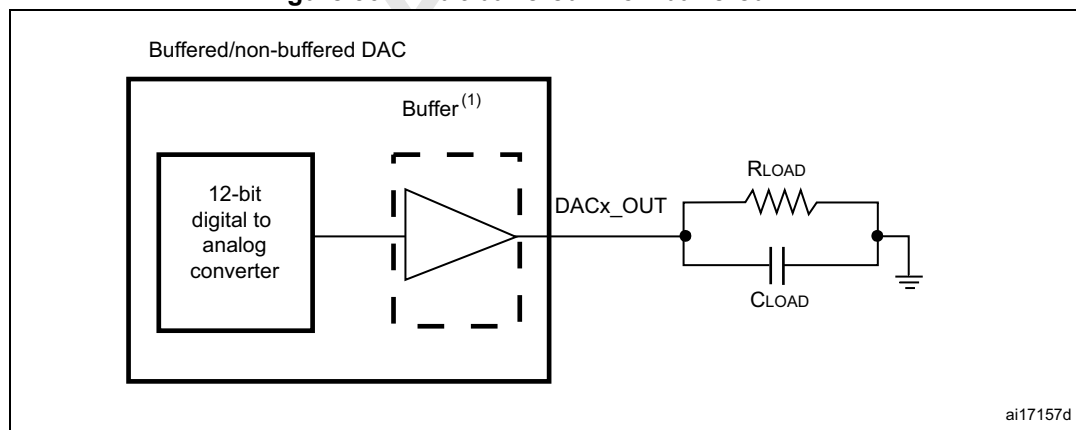 Buffered/non-buffered DAC
Buffer(1)
12-bit
digital to
analog
converter
DACx_OUT
RLOAD
CLOAD
ai17157d